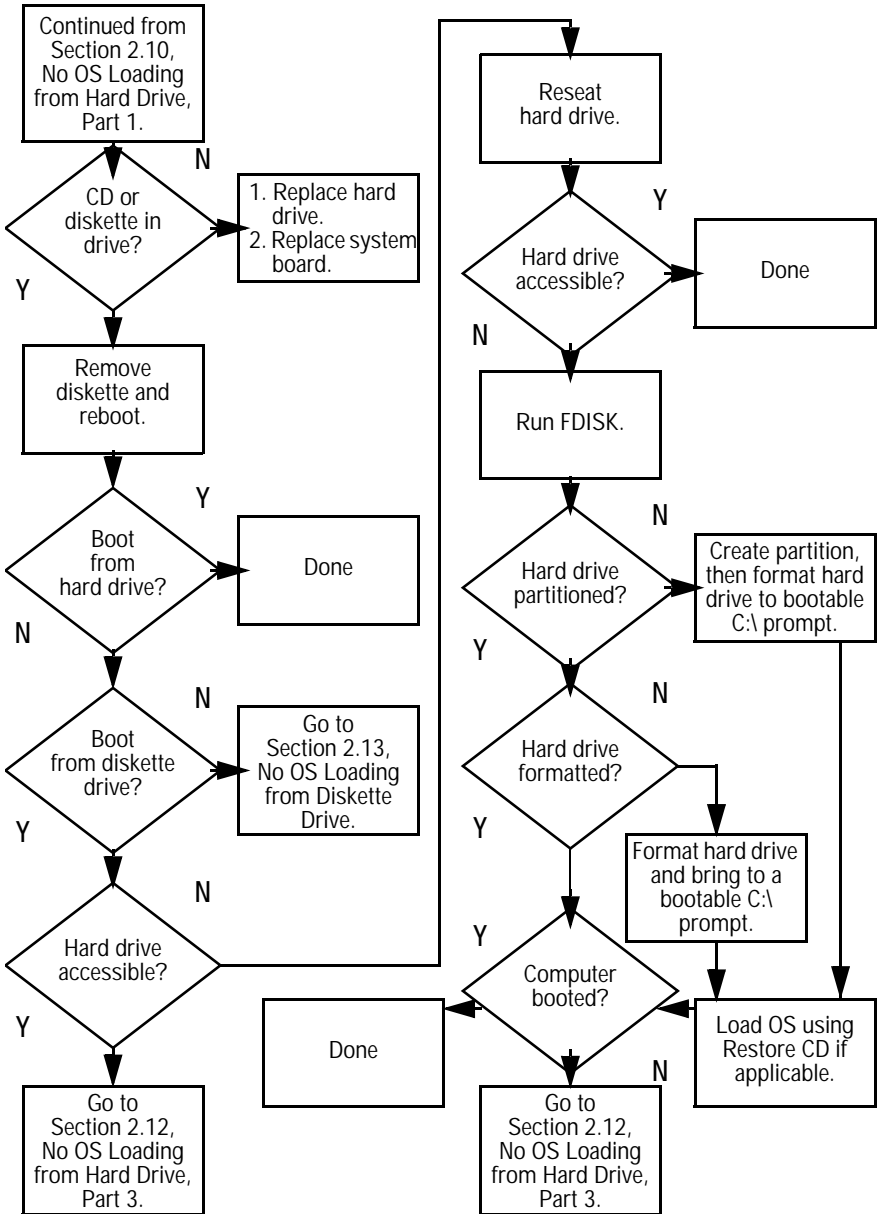 Continued from
Section 2.10,
No OS Loading
from Hard Drive,
Part 1.
N
CD or
diskette in
drive?
1. Replace hard
drive.
2. Replace system
board.
Y
Remove
diskette and
reboot.
Y
Boot
from
hard drive?
Done
N
N
Boot
from diskette
drive?
Go to
Section 2.13,
No OS Loading
from Diskette
Drive.
Y
N
Hard drive
accessible?
Y
Go to
Section 2.12,
No OS Loading
from Hard Drive,
Part 3.
Reseat
hard drive.
Y
Hard drive
accessible?
Done
N
Run FDISK.
N
Hard drive
partitioned?
Create partition,
then format hard
drive to bootable
C:\ prompt.
Y
N
Hard drive
formatted?
Y
Format hard drive
and bring to a
bootable C:\
prompt.
Y
Computer
booted?
Done
Load OS using
Restore CD if
applicable.
N
Go to
Section 2.12,
No OS Loading
from Hard Drive,
Part 3.